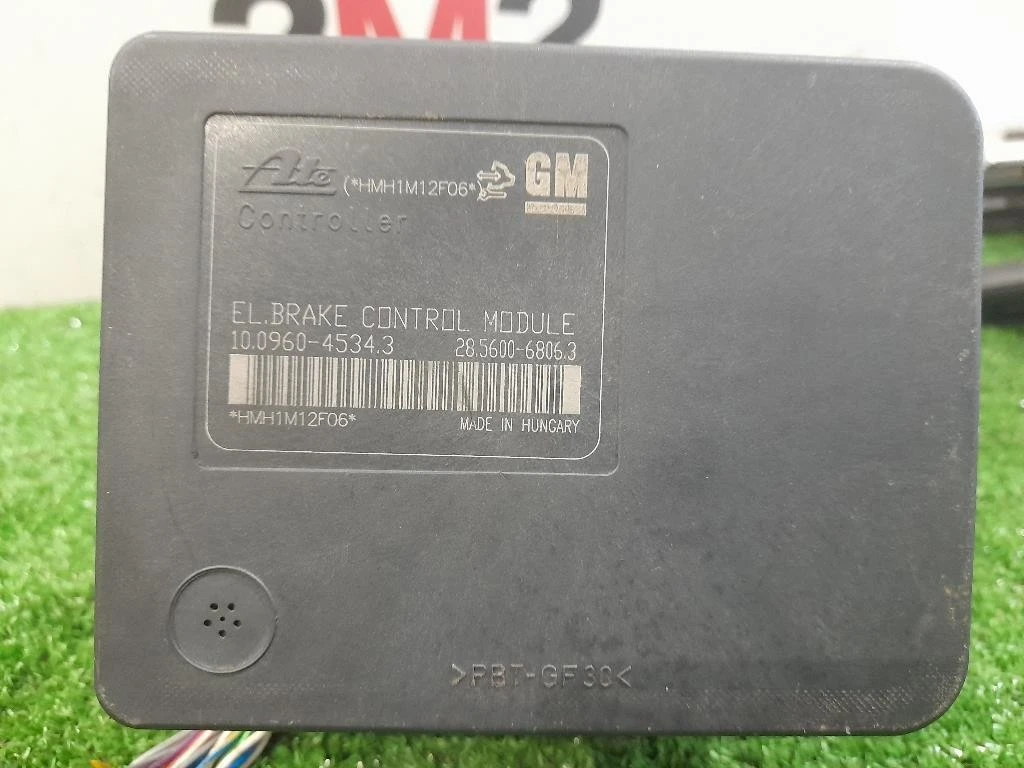 Ate (*HMH1M12F06* GM
Controller
EL.BRAKE CONTROL MODULE
10.0960-4534.3 28.5600-6806.3
*HMH1M12F06* MADE IN HUNGARY
>PBT-GF30<